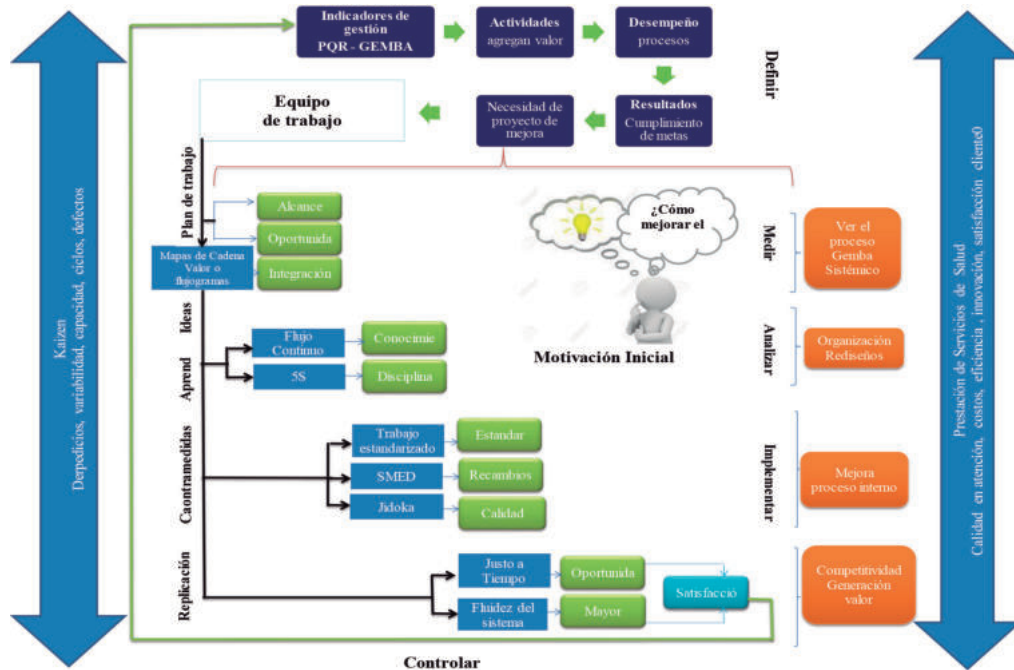 Indicadores de
gestión
PQR - GEMBA
Actividades
agregan valor
Desempeño
procesos
Definir
Equipo
de trabajo
Necesidad de
proyecto de
mejora
Resultados
Cumplimiento
de metas
Kaizen
Derpedicios, variabilidad, capacidad, ciclos, defectos
Plan de trabajo
Alcance
Oportunida
Mapas de Cadena
Valor o
flujogramas
Integración
¿Cómo
mejorar el
Motivación Inicial
Medir
Ver el
proceso
Gemba
Sistémico
Ideas
Aprend
Flujo
Continuo
Conocimie
5S
Disciplina
Analizar
Organización
Rediseños
Caontramedidas
Trabajo
estandarizado
Estandar
SMED
Recambios
Jidoka
Calidad
Implementar
Mejora
proceso interno
Replicación
Justo a
Tiempo
Oportunida
Fluidez del
sistema
Mayor
Satisfacció
Competitividad
Generación
valor
Controlar
Prestación de Servicios de Salud
Calidad en atención, costos, eficiencia , innovación, satisfacción cliente0